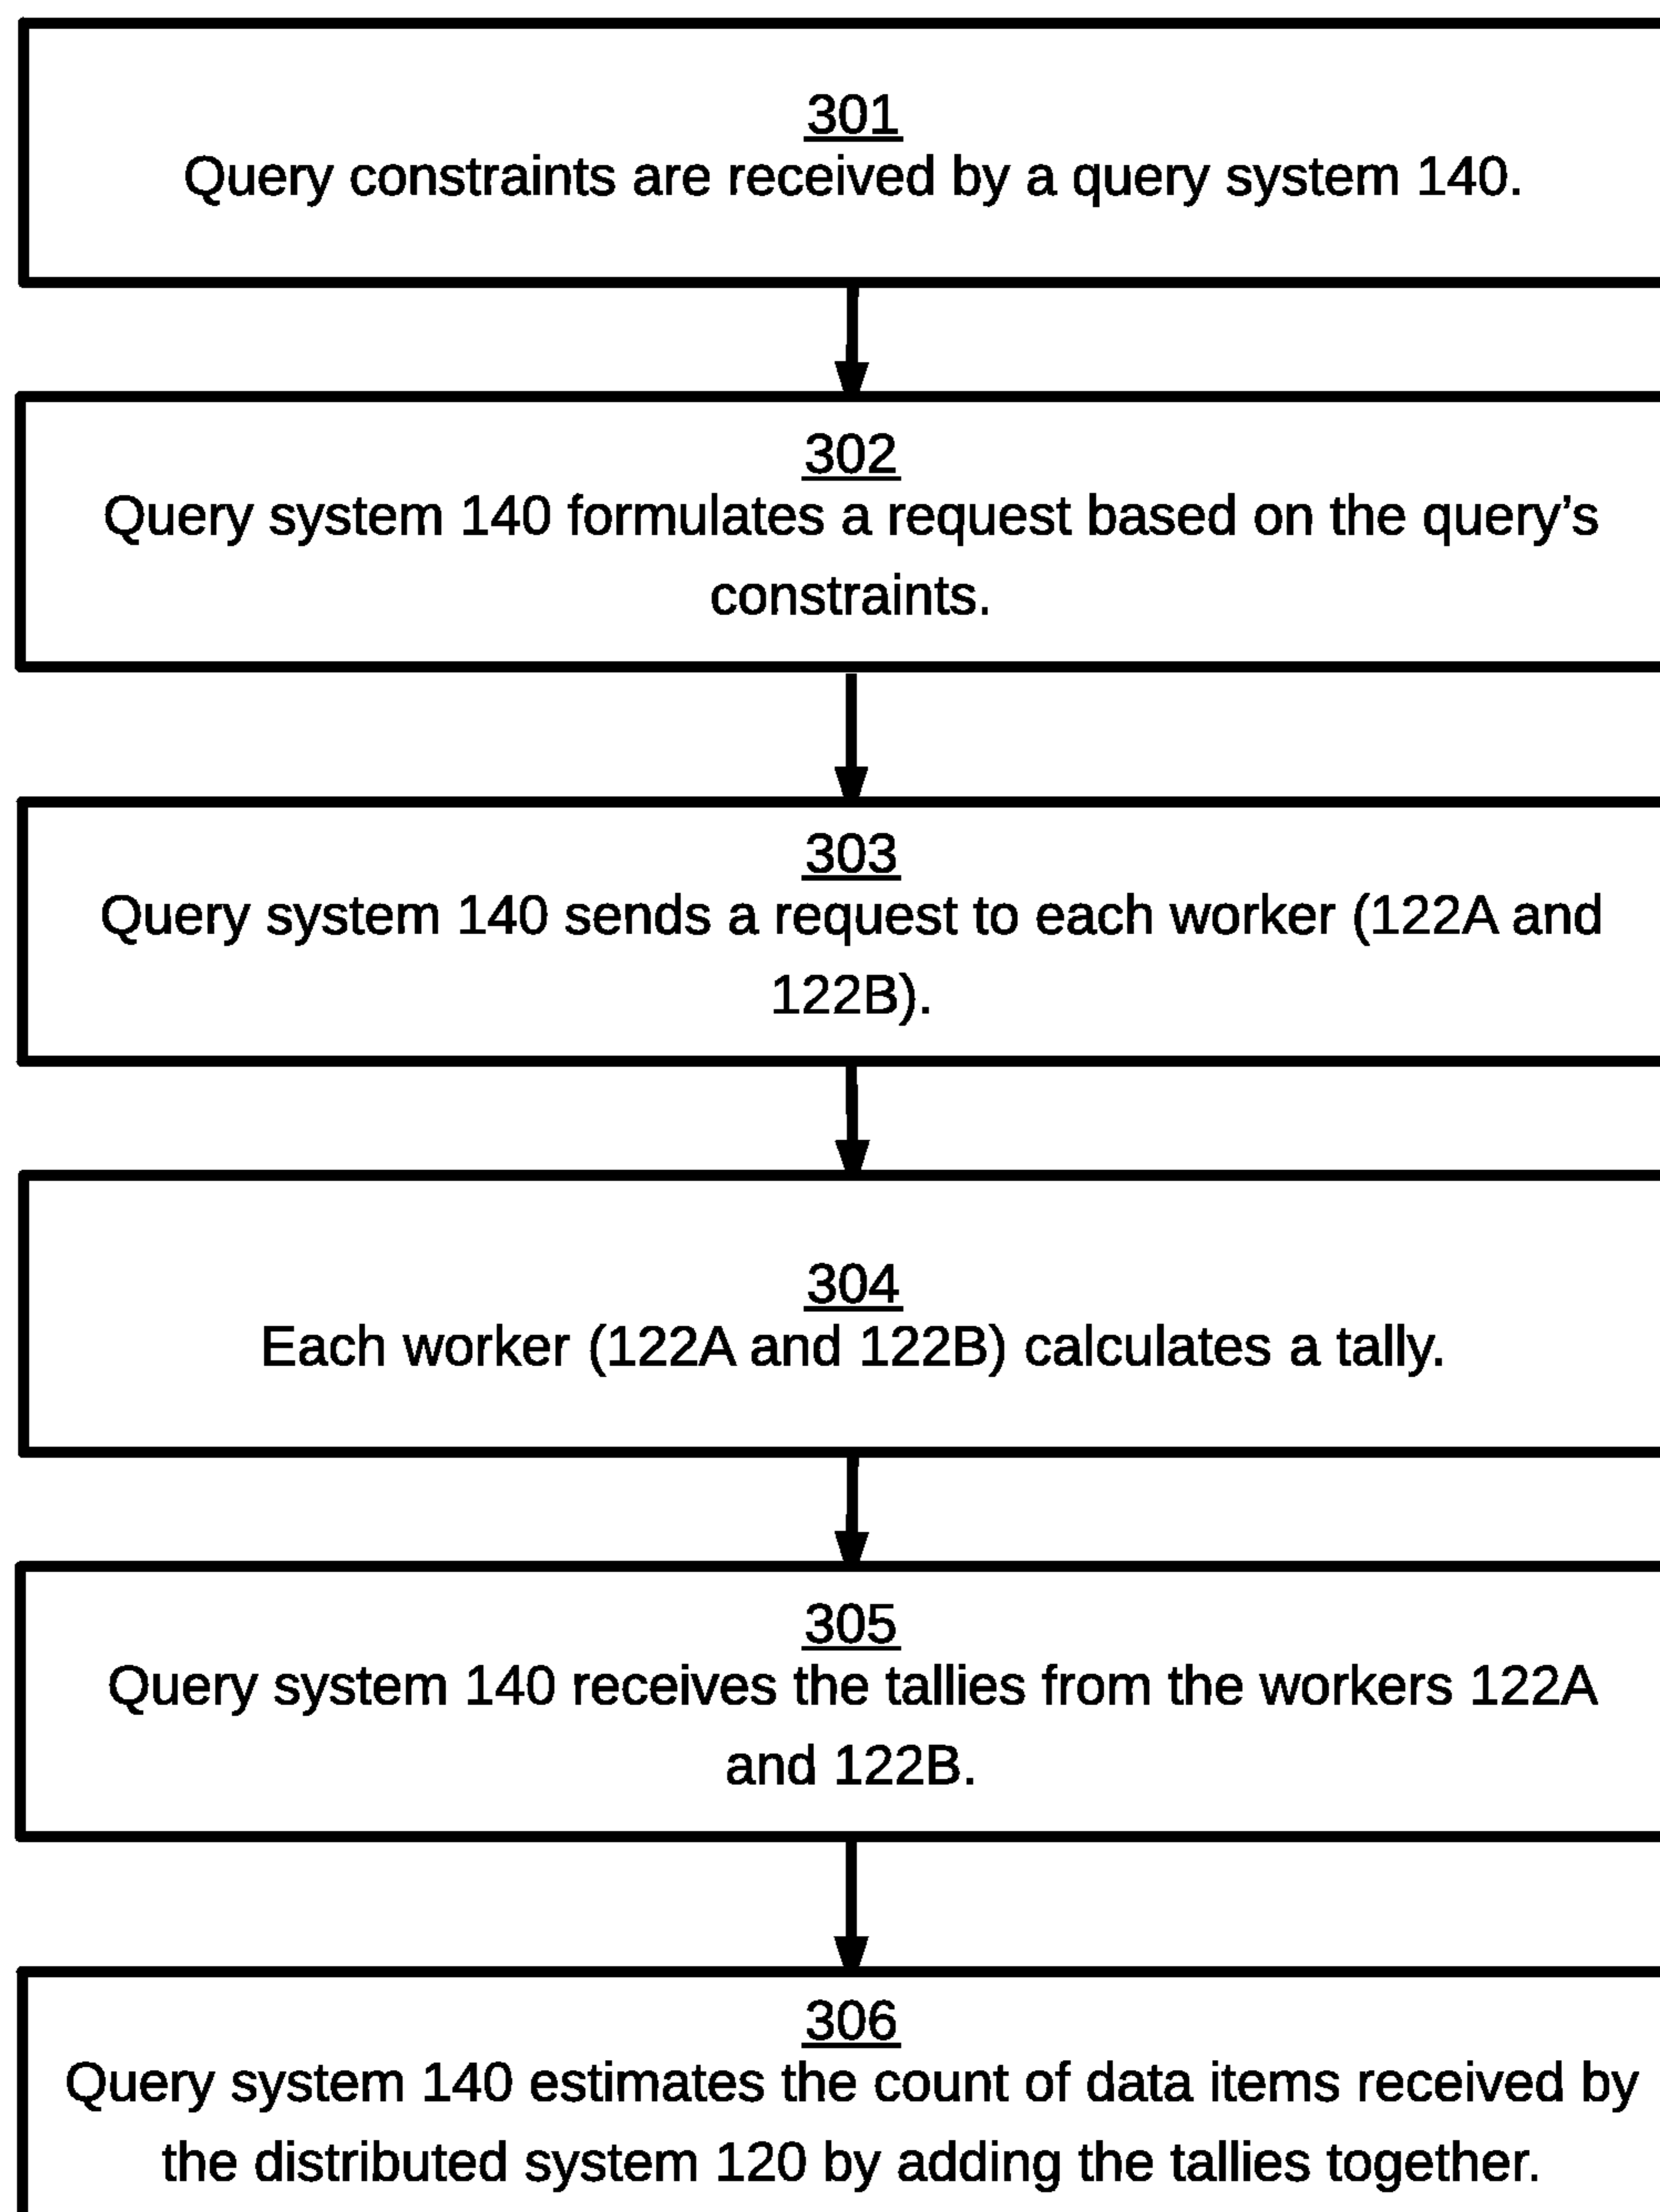 301
Query constraints are received by a query system 140.
302
Query system 140 formulates a request based on the query’s
constraints.
303
Query system 140 sends a request to each worker (122A and
122B).
304
Each worker (122A and 122B) calculates a tally.
305
Query system 140 receives the tallies from the workers 122A
and 122B.
306
Query system 140 estimates the count of data items received by
the distributed system 120 by adding the tallies together.